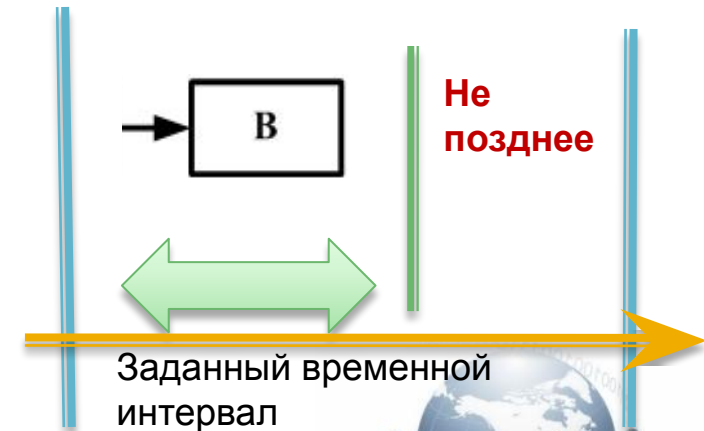 В
Не
позднее
Заданный временной
интервал